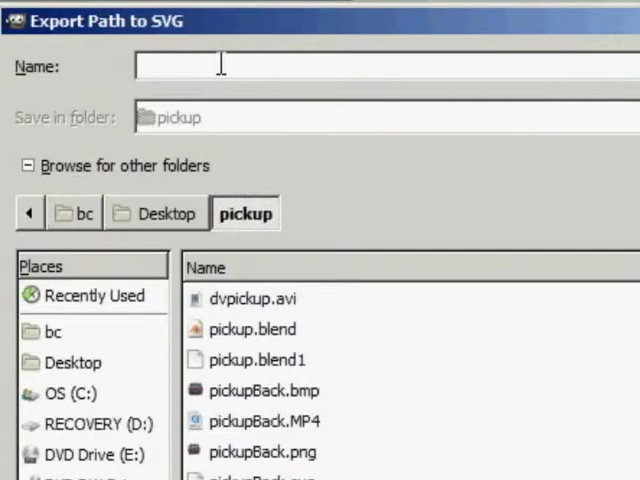 Export Path to SVG
Name:
Save in folder: pickup
Browse for other folders
bc Desktop pickup
Places
Name
Recently Used
dvpickup.avi
bc
pickup.blend
Desktop
pickup.blend1
OS (C:)
pickupBack.bmp
RECOVERY (D:)
pickupBack.MP4
DVD Drive (E:)
pickupBack.png